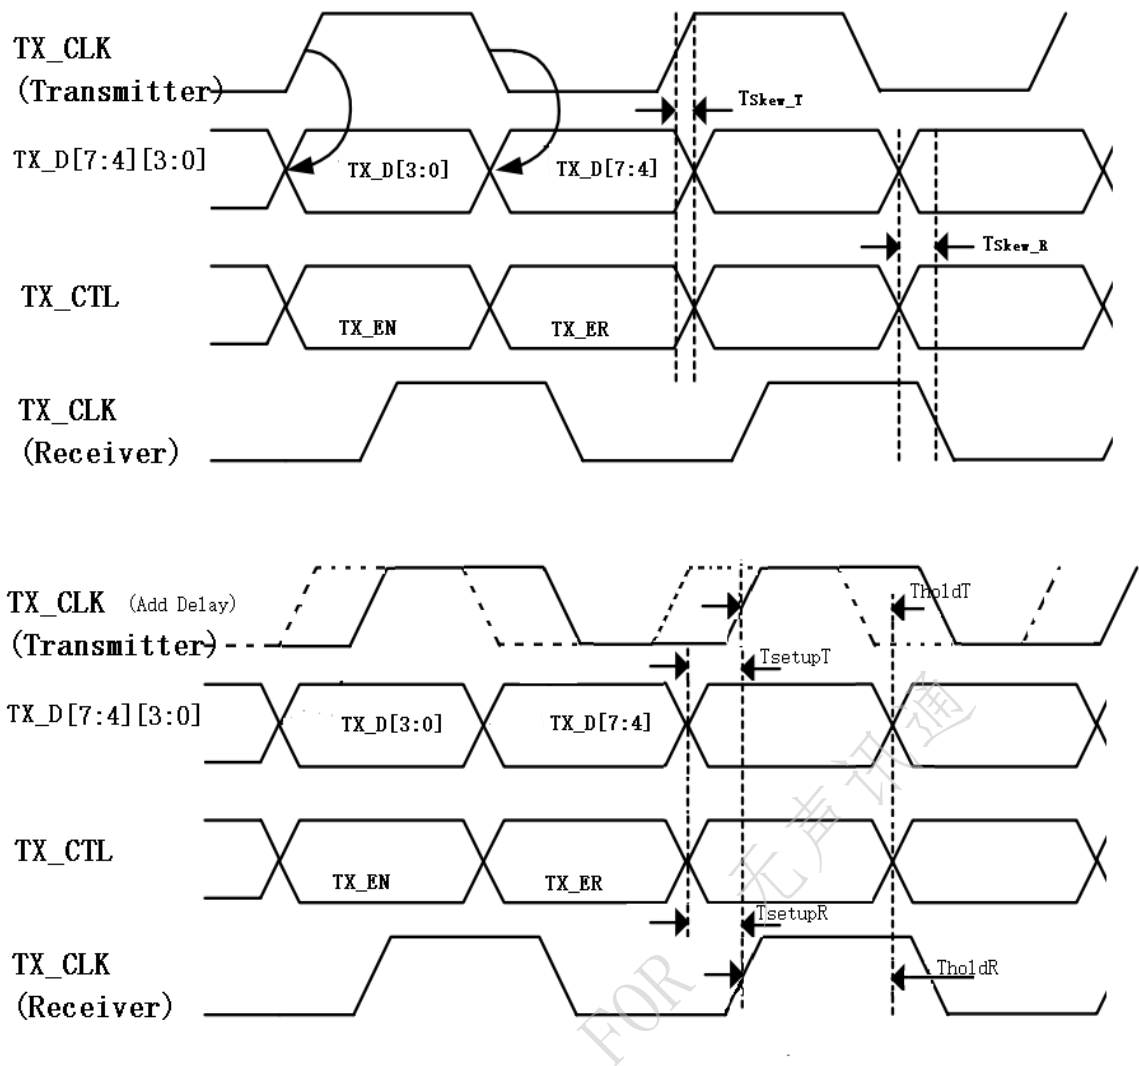 TX_CLK
(Transmitter)
TSkew_T
TX_D[7:4][3:0]
TX_D[3:0]
TX_D[7:4]
TSkew_R
TX_CTL
TX_EN
TX_ER
TX_CLK
(Receiver)
TX_CLK (Add Delay)
(Transmitter)
TholdT
TsetupT
TX_D[7:4][3:0]
TX_D[3:0]
TX_D[7:4]
TX_CTL
TX_EN
TX_ER
TsetupR
TX_CLK
(Receiver)
TholdR
FOR 无声讯通